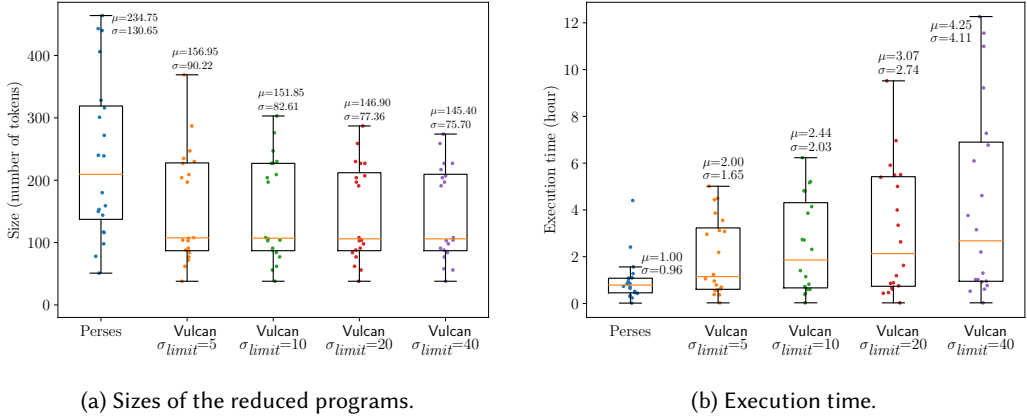 Size (number of tokens)
400
300
200
100
0
μ=234.75
σ=130.65
μ=156.95
σ=90.22
μ=151.85
σ=82.61
μ=146.90
σ=77.36
μ=145.40
σ=75.70
Perses
Vulcan
σlimit=5
Vulcan
σlimit=10
Vulcan
σlimit=20
Vulcan
σlimit=40
(a) Sizes of the reduced programs.
Execution time (hour)
12
10
8
6
4
2
0
μ=1.00
σ=0.96
μ=2.00
σ=1.65
μ=2.44
σ=2.03
μ=3.07
σ=2.74
μ=4.25
σ=4.11
Perses
Vulcan
σlimit=5
Vulcan
σlimit=10
Vulcan
σlimit=20
Vulcan
σlimit=40
(b) Execution time.